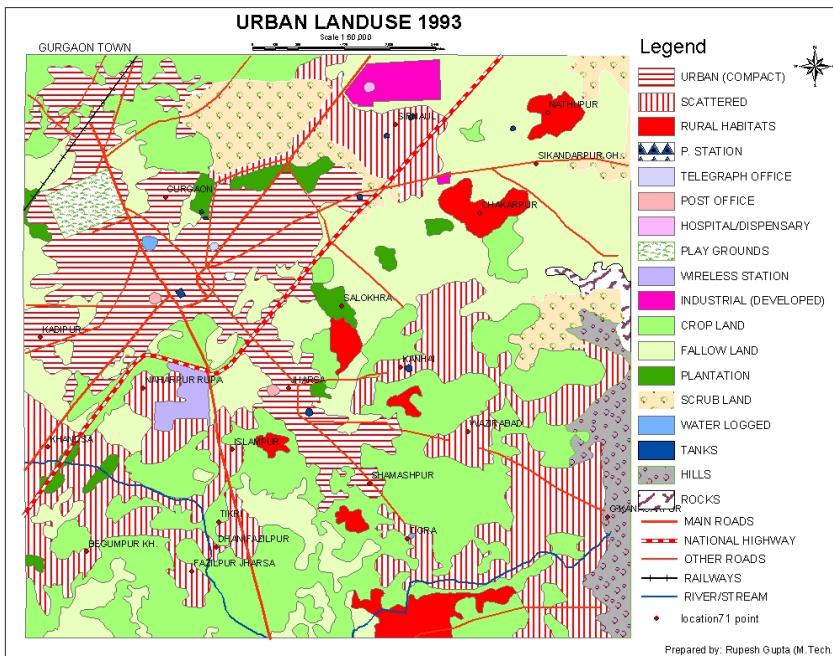 URBAN LANDUSE 1993
Scale 1:60,000
GURGAON TOWN
NATHUPUR
SIKANDARPUR GH.
GURGAON
CHAKARPUR
SALOKHRA
KADIPUR
KANHAI
NAHARPUR RUPA
JHARSA
WAZIRABAD
KHANDSA
ISLAMPUR
SHAMASHPUR
TIKRI
BEGUMPUR KH.
DHANI FAZILPUR
FAZILPUR JHARSA
Legend
URBAN (COMPACT)
SCATTERED
RURAL HABITATS
P. STATION
TELEGRAPH OFFICE
POST OFFICE
HOSPITAL/DISPENSARY
PLAY GROUNDS
WIRELESS STATION
INDUSTRIAL (DEVELOPED)
CROP LAND
FALLOW LAND
PLANTATION
SCRUB LAND
WATER LOGGED
TANKS
HILLS
ROCKS
MAIN ROADS
NATIONAL HIGHWAY
OTHER ROADS
RAILWAYS
RIVER/STREAM
location71 point
Prepared by: Rupesh Gupta (M.Tech.